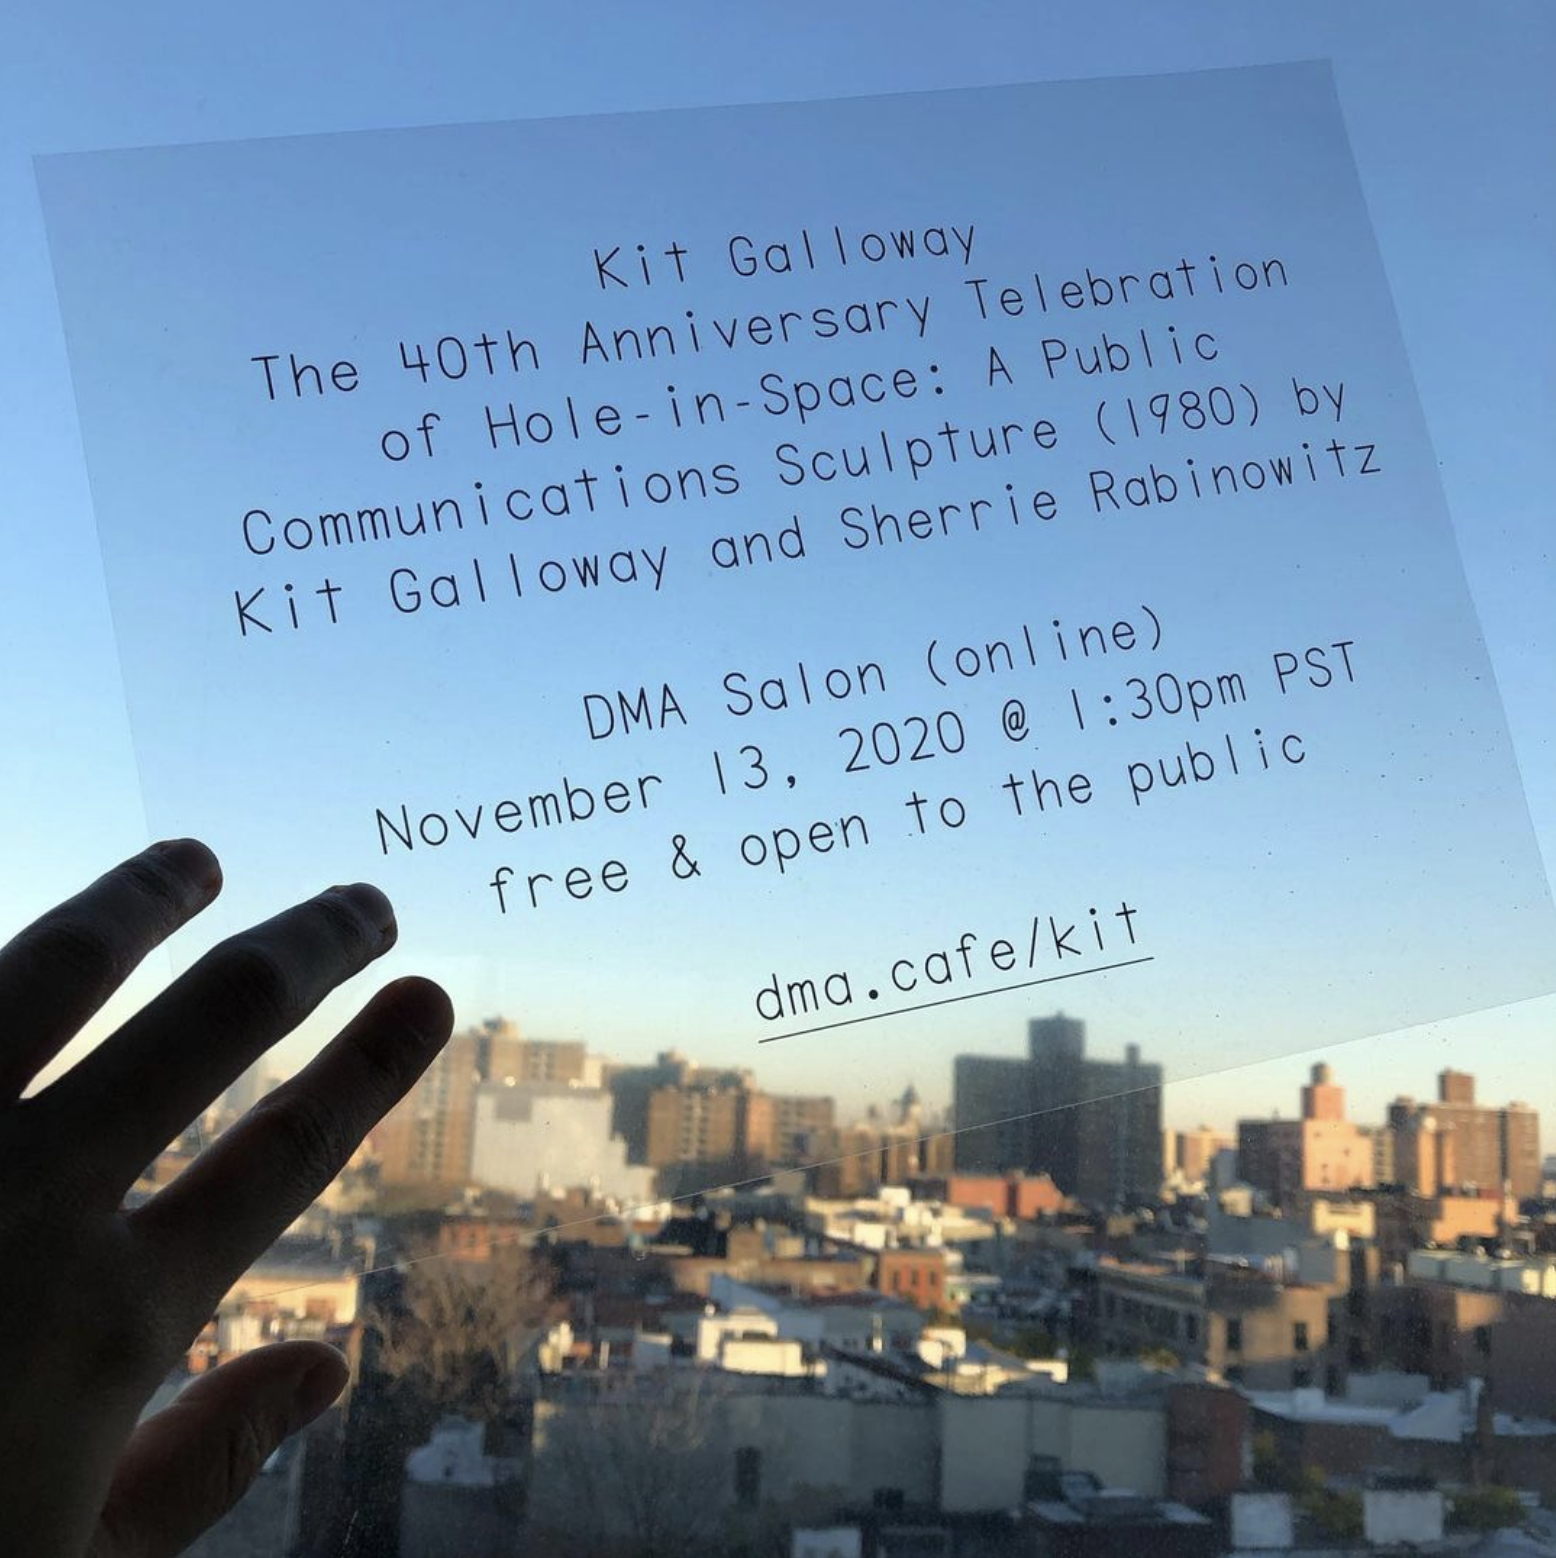 Kit Galloway
The 40th Anniversary Telebration
of Hole-in-Space: A Public
Communications Sculpture (1980) by
Kit Galloway and Sherrie Rabinowitz
DMA Salon (online)
November 13, 2020 @ 1:30pm PST
free & open to the public
dma.cafe/kit